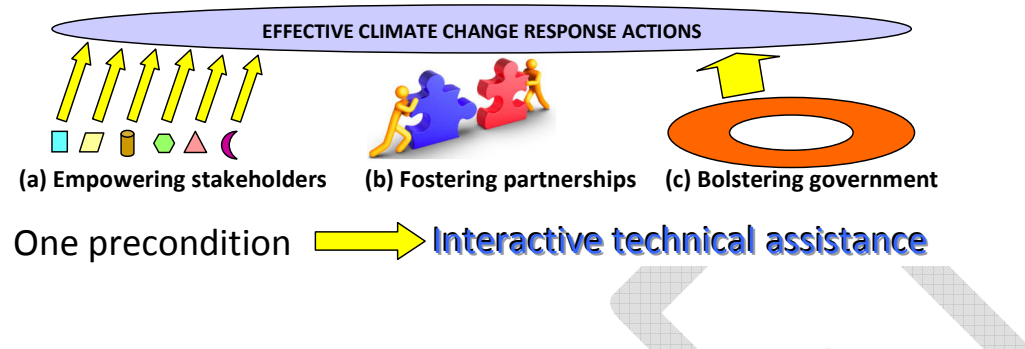 EFFECTIVE CLIMATE CHANGE RESPONSE ACTIONS
(a) Empowering stakeholders
(b) Fostering partnerships
(c) Bolstering government
One precondition
Interactive technical assistance